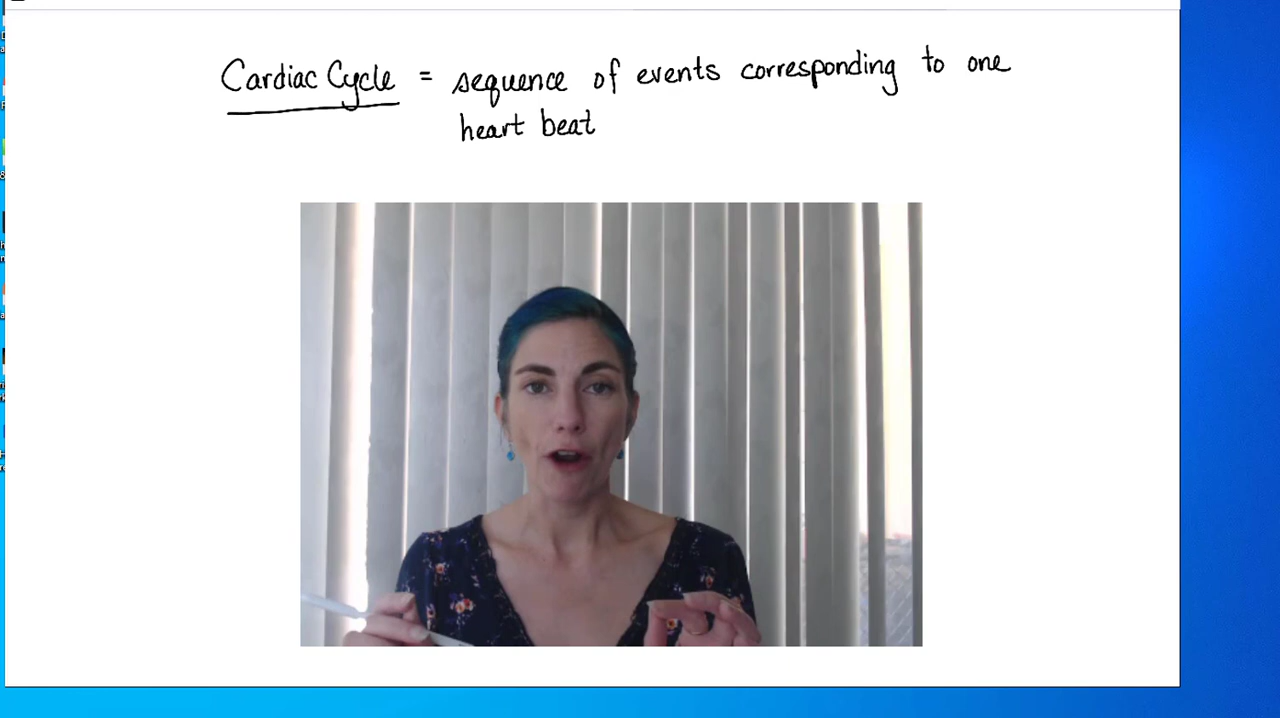 Cardiac Cycle = sequence of events corresponding to one
heart beat